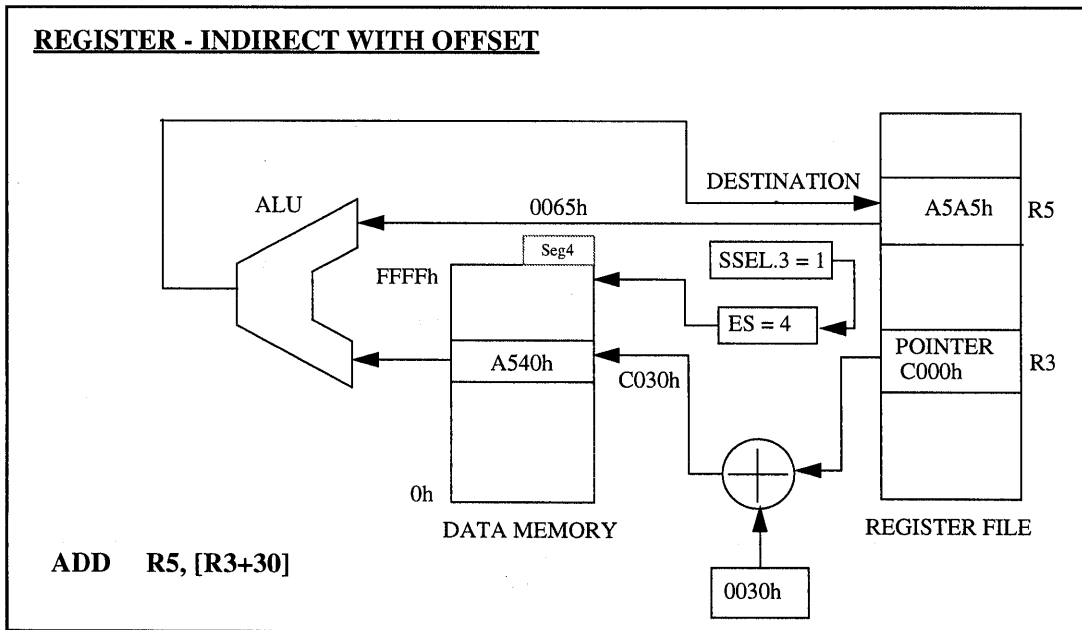 REGISTER - INDIRECT WITH OFFSET
DESTINATION
ALU
0065h
A5A5h
R5
Seg4
SSEL.3 = 1
FFFFh
ES = 4
A540h
C030h
POINTER
C000h
R3
0h
DATA MEMORY
REGISTER FILE
ADD R5, [R3+30]
0030h